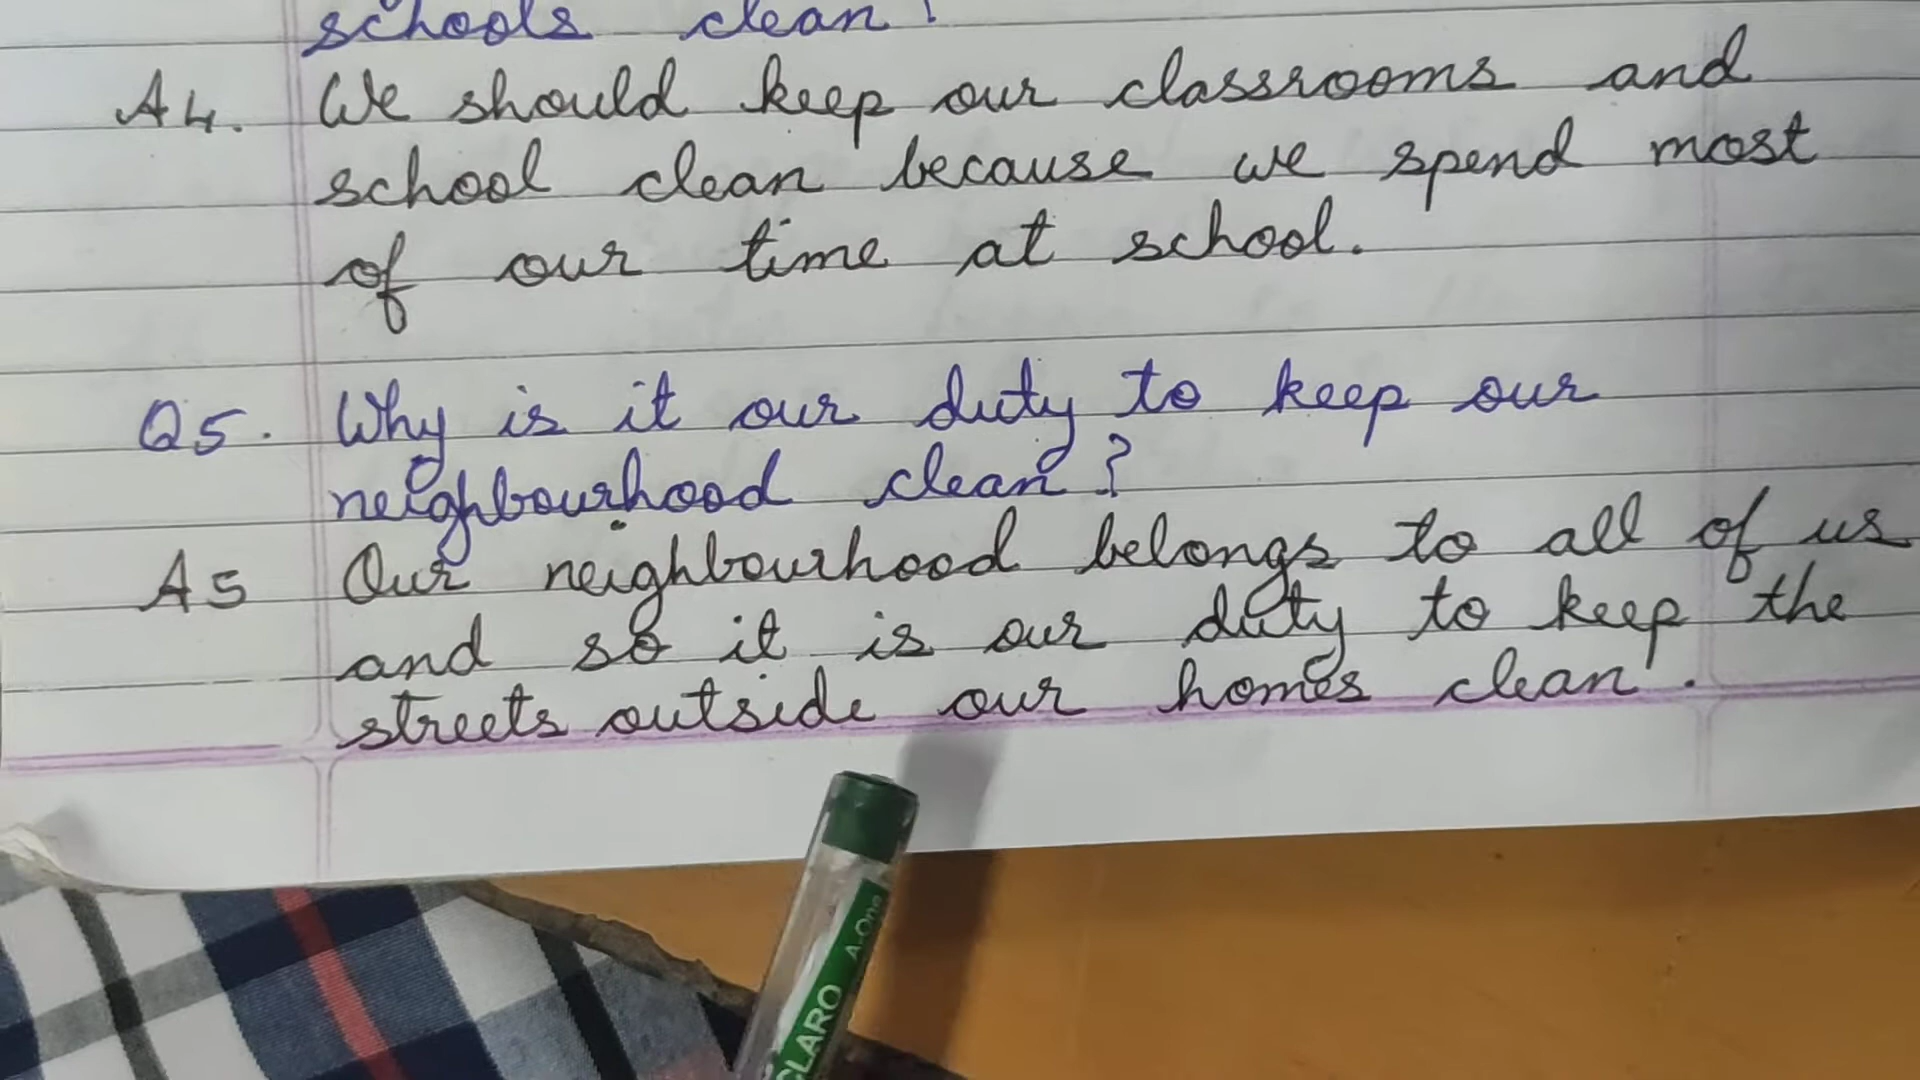 schools clean?
A4. We should keep our classrooms and
school clean because we spend most
of our time at school.
Q5. Why is it our duty to keep our
neighbourhood clean?
A5 Our neighbourhood belongs to all of us
and so it is our duty to keep the
streets outside our homes clean.
CLARO A-One